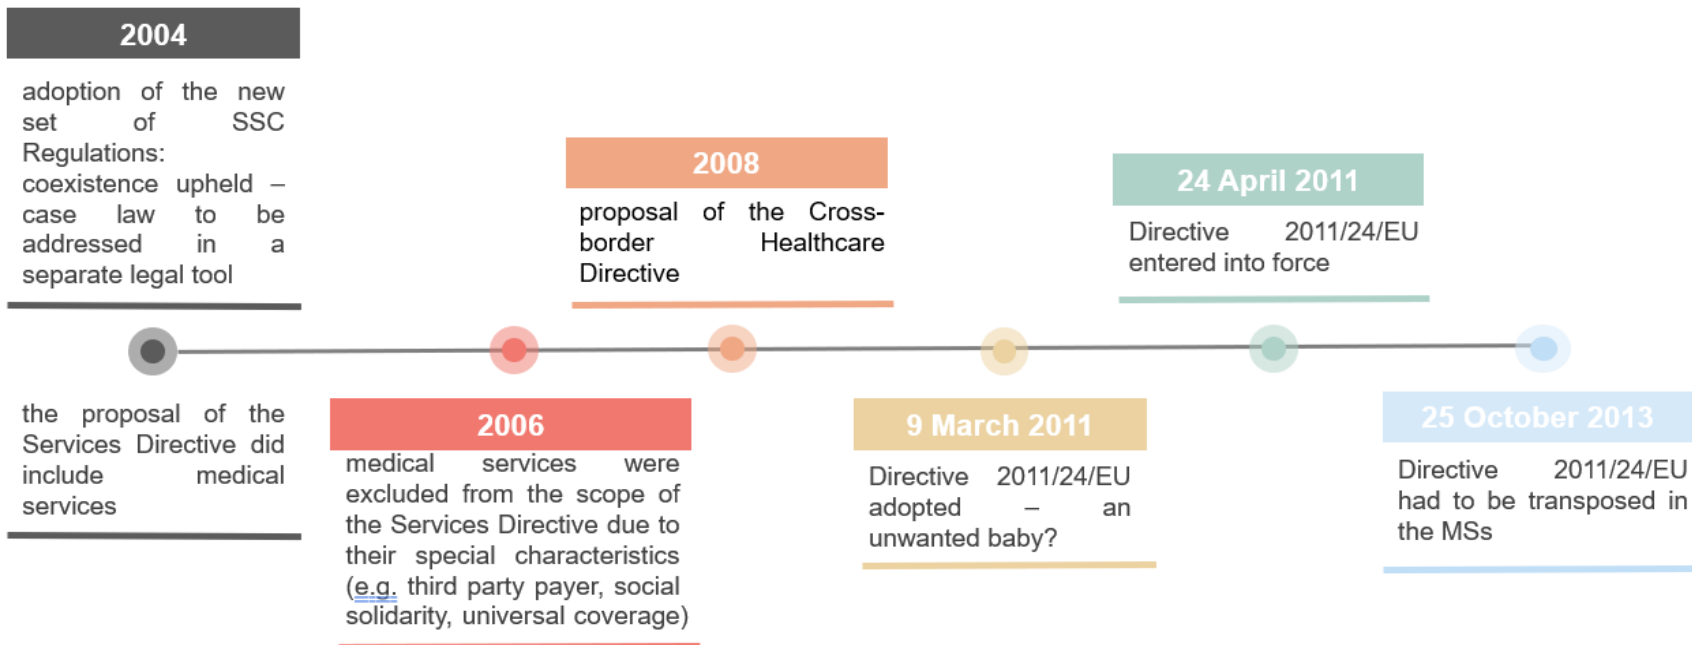 2004
adoption of the new
set of SSC
Regulations:
coexistence upheld –
case law to be
addressed in a
separate legal tool
the proposal of the
Services Directive did
include medical
services
2006
medical services were
excluded from the scope of
the Services Directive due to
their special characteristics
(e.g. third party payer, social
solidarity, universal coverage)
2008
proposal of the Cross-
border Healthcare
Directive
9 March 2011
Directive 2011/24/EU
adopted – an
unwanted baby?
24 April 2011
Directive 2011/24/EU
entered into force
25 October 2013
Directive 2011/24/EU
had to be transposed in
the MSs